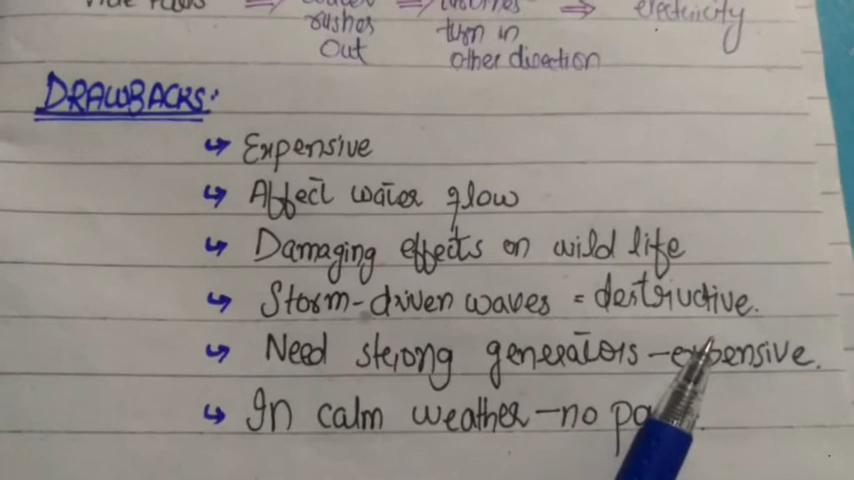 rushes turn in electricity
Out other direction
DRAWBACKS:
↪ Expensive
↪ Affect water flow
↪ Damaging effects on wild life
↪ Storm-driven waves = destructive.
↪ Need strong generators - expensive.
↪ In calm weather - no